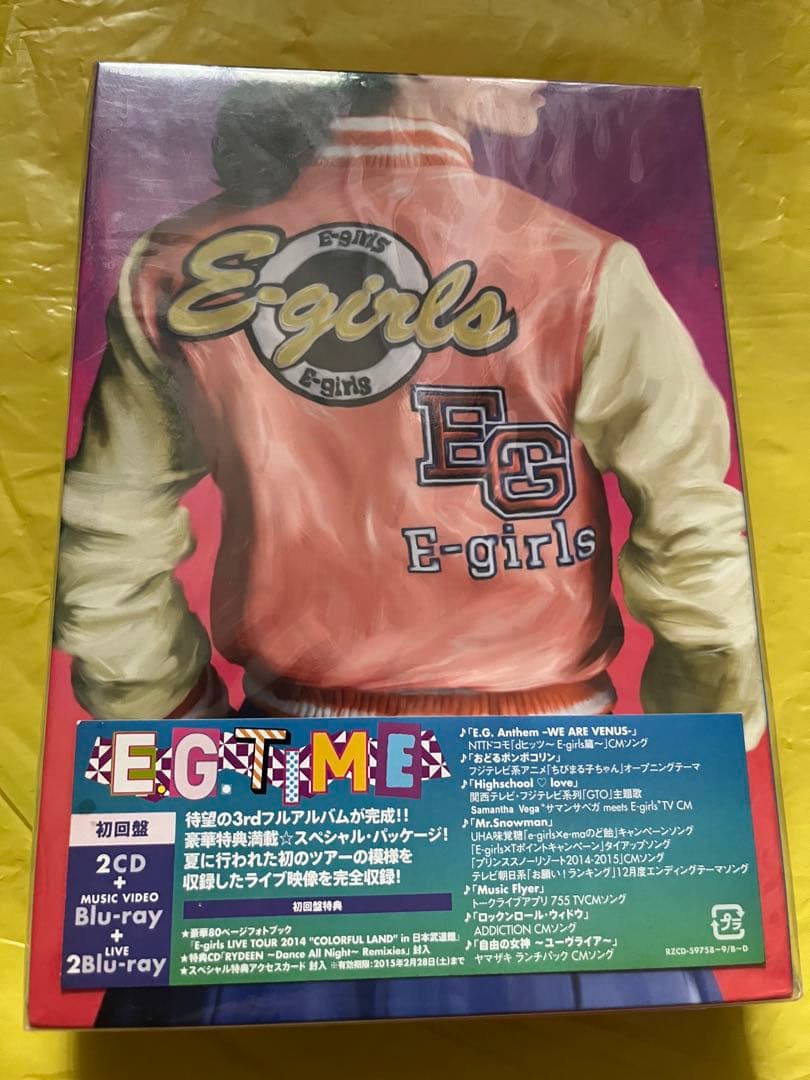 E-girls
E-girls
E-girls
EG
E-girls
E.G. TIME
初回盤
2CD
+
MUSIC VIDEO
Blu-ray
+
LIVE
2Blu-ray
待望の3rdフルアルバムが完成!!
豪華特典満載☆スペシャル・パッケージ!
夏に行われた初のツアーの模様を
収録したライブ映像を完全収録!
初回盤特典
★豪華80ページフォトブック
「E-girls LIVE TOUR 2014 "COLORFUL LAND" in 日本武道館」
★特典CD「RYDEEN ~Dance All Night~ Remixies」封入
★スペシャル特典アクセスカード 封入 ※有効期限:2015年2月28日(土)まで
♪「E.G. Anthem -WE ARE VENUS-」
NTTドコモ「dヒッツ~ E-girls篇~」CMソング
♪「おどるポンポコリン」
フジテレビ系アニメ「ちびまる子ちゃん」オープニングテーマ
♪「Highschool ♡ love」
関西テレビ・フジテレビ系列「GTO」主題歌
Samantha Vega "サマンサベガ meets E-girls" TV CM
♪「Mr.Snowman」
UHA味覚糖「e-girls×e-maのど飴」キャンペーンソング
「E-girls×Tポイントキャンペーン」タイアップソング
「プリンススノーリゾート2014-2015」CMソング
テレビ朝日系「お願い!ランキング」12月度エンディングテーマソング
♪「Music Flyer」
トークライブアプリ 755 TVCMソング
♪「ロックンロール・ウィドウ」
ADDICTION CMソング
♪「自由の女神 ~ユーヴライア~」
ヤマザキ ランチパック CMソング
プラ
RZCD-59758~9/B~D